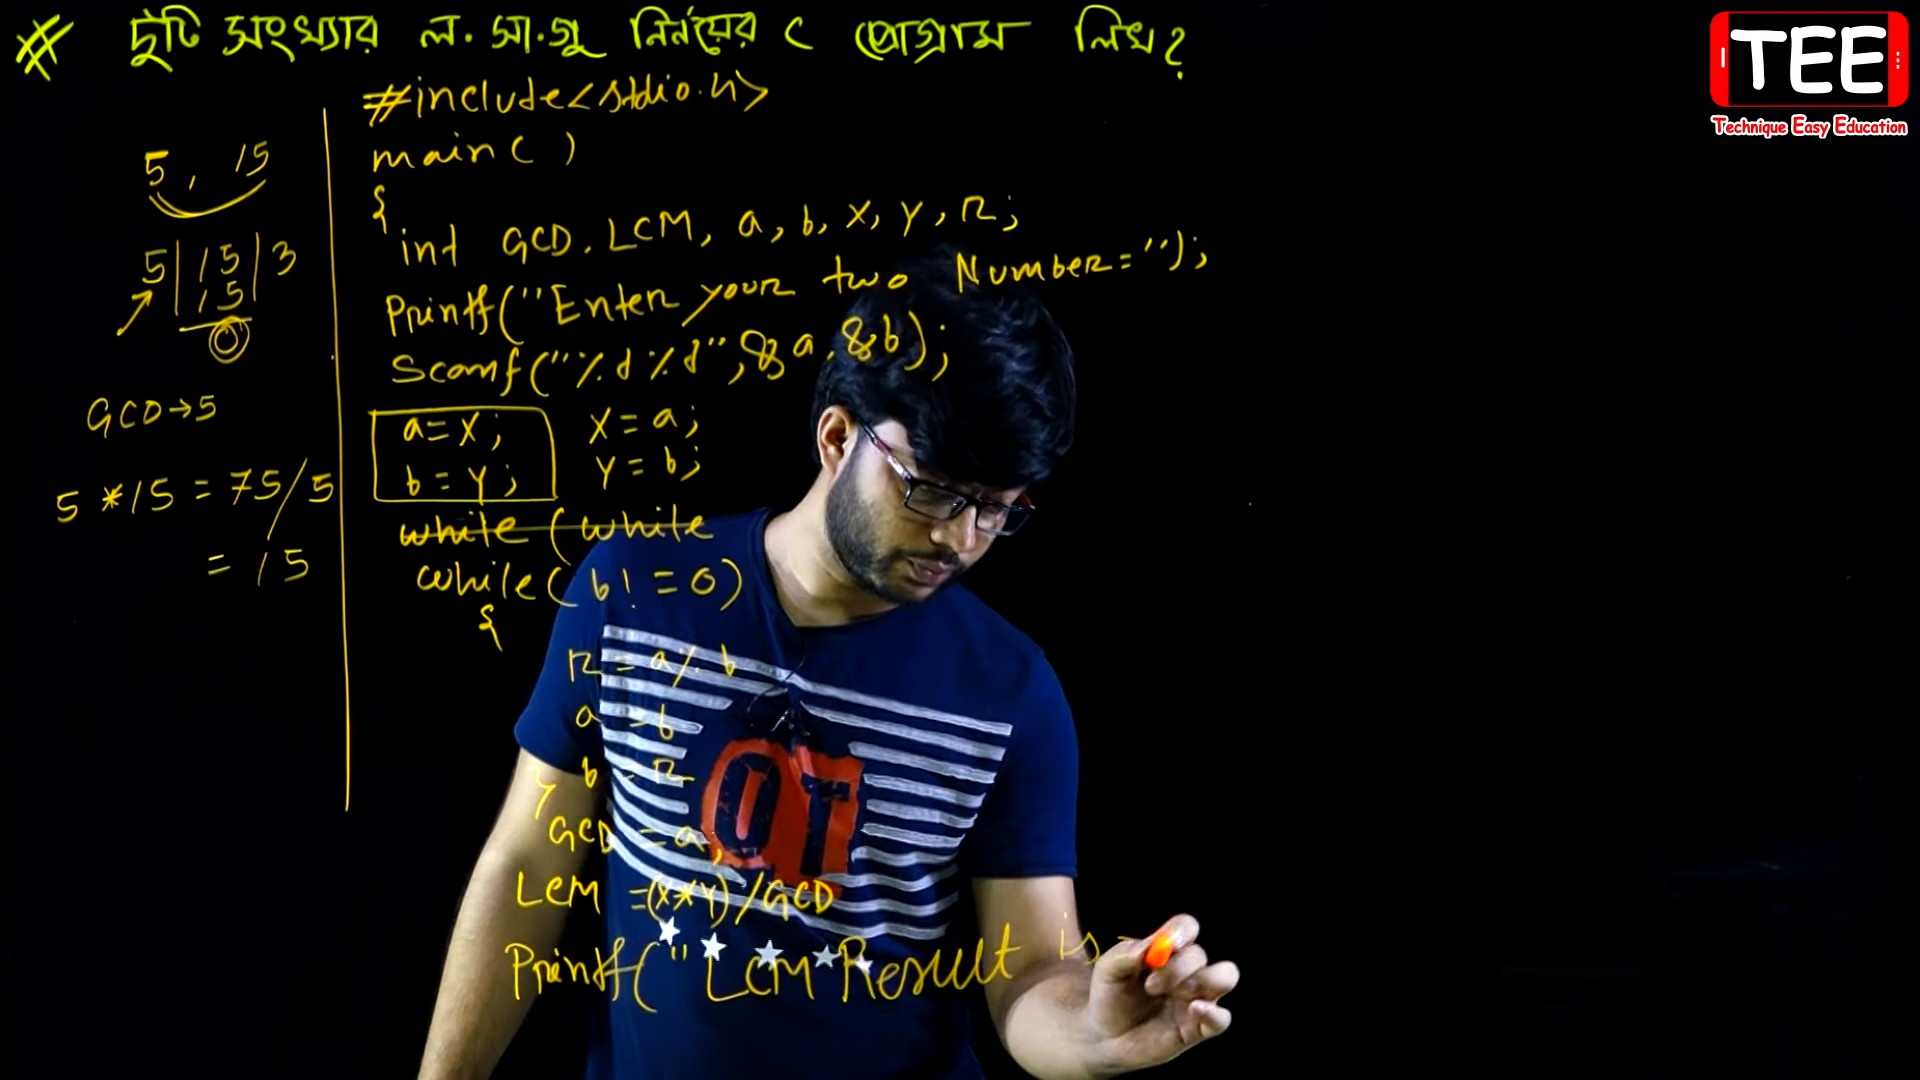 # দুটি সংখ্যার ল.সা.গু নির্নয়ের C প্রোগ্রাম লিখ?
TEE
Technique Easy Education
5, 15
5|15|3
15
0
GCD→5
5*15 = 75/5
= 15
#include<stdio.h>
main( )
{
int GCD, LCM, a, b, x, y, r;
Printf("Enter your two Number=");
Scanf("%d %d", &a, &b);
a=x;
b=y;
x=a;
y=b;
while (while
while(b!=0)
{
r=a%b
a=b
b=r
}
GCD=a;
LCM=(x*y)/GCD
Printf("LCM Result is
OT